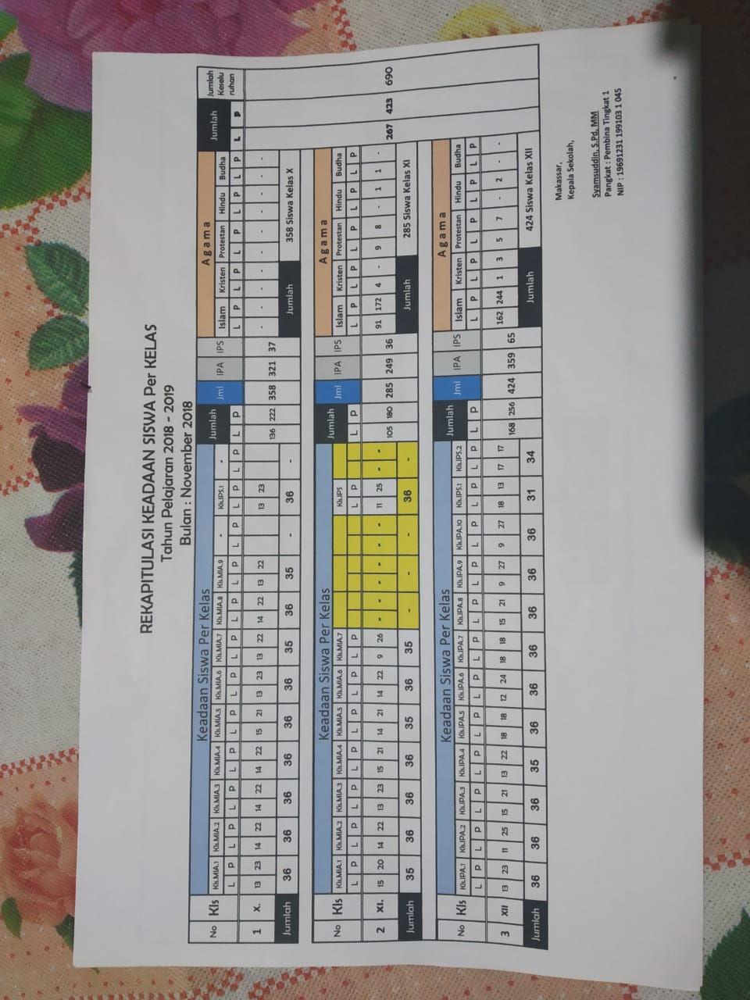 REKAPITULASI KEADAAN SISWA Per KELAS
Tahun Pelajaran 2018 - 2019
Bulan : November 2018
No Kls Keadaan Siswa Per Kelas Jumlah Jml IPA IPS A g a m a Jumlah Jumlah Keselu ruhan
Kls.MIA.1 Kls.MIA.2 Kls.MIA.3 Kls.MIA.4 Kls.MIA.5 Kls.MIA.6 Kls.MIA.7 Kls.MIA.8 Kls.MIA.9 - Kls.IPS.1 - Islam Kristen Protestan Hindu Budha
L P L P L P L P L P L P L P L P L P L P L P L P L P L P L P L P L P L P L P
1 X. 13 23 14 22 14 22 14 22 15 21 13 23 13 22 14 22 13 22 13 23 136 222 358 321 37 - - - - - - - - - -
Jumlah 36 36 36 36 36 36 35 36 35 - 36 - Jumlah 358 Siswa Kelas X
No Kls Keadaan Siswa Per Kelas Jumlah Jml IPA IPS A g a m a
Kls.MIA.1 Kls.MIA.2 Kls.MIA.3 Kls.MIA.4 Kls.MIA.5 Kls.MIA.6 Kls.MIA.7 Kls.IPS Islam Kristen Protestan Hindu Budha
L P L P L P L P L P L P L P L P L P L P L P L P L P L P
2 XI. 15 20 14 22 13 23 15 21 14 21 14 22 9 26 - - - - - - 11 25 - - 105 180 285 249 36 91 172 4 - 9 8 - 1 1 - 267 423 690
Jumlah 35 36 36 36 35 36 35 - - - 36 - Jumlah 285 Siswa Kelas XI
No Kls Keadaan Siswa Per Kelas Jumlah Jml IPA IPS A g a m a
Kls.IPA.1 Kls.IPA.2 Kls.IPA.3 Kls.IPA.4 Kls.IPA.5 Kls.IPA.6 Kls.IPA.7 Kls.IPA.8 Kls.IPA.9 Kls.IPA.10 Kls.IPS.1 Kls.IPS.2 Islam Kristen Protestan Hindu Budha
L P L P L P L P L P L P L P L P L P L P L P L P L P L P L P L P L P L P
3 XII 13 23 11 25 15 21 13 22 18 18 12 24 18 18 15 21 9 27 9 27 18 13 17 17 168 256 424 359 65 162 244 1 3 5 7 - 2 - -
Jumlah 36 36 36 35 36 36 36 36 36 36 31 34 Jumlah 424 Siswa Kelas XII
Makassar,
Kepala Sekolah,
Syamsuddin, S.Pd, MM
Pangkat : Pembina Tingkat 1
NIP : 19691231 199103 1 045